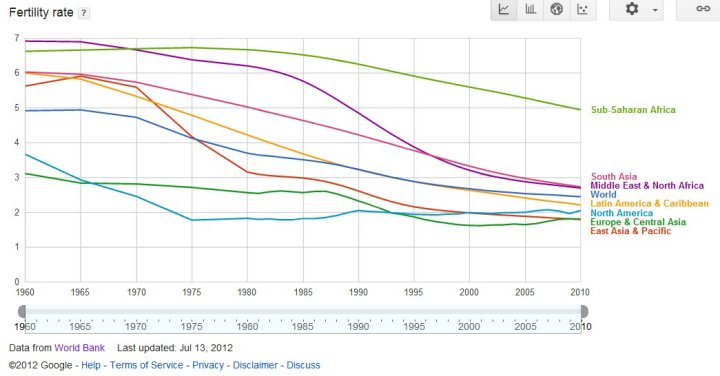 Fertility rate ?
7
6
5
4
3
2
1
0
Sub-Saharan Africa
South Asia
Middle East & North Africa
World
Latin America & Caribbean
North America
Europe & Central Asia
East Asia & Pacific
1960 1965 1970 1975 1980 1985 1990 1995 2000 2005 2010
1960 1965 1970 1975 1980 1985 1990 1995 2000 2005 2010
Data from World Bank Last updated: Jul 13, 2012
©2012 Google - Help - Terms of Service - Privacy - Disclaimer - Discuss